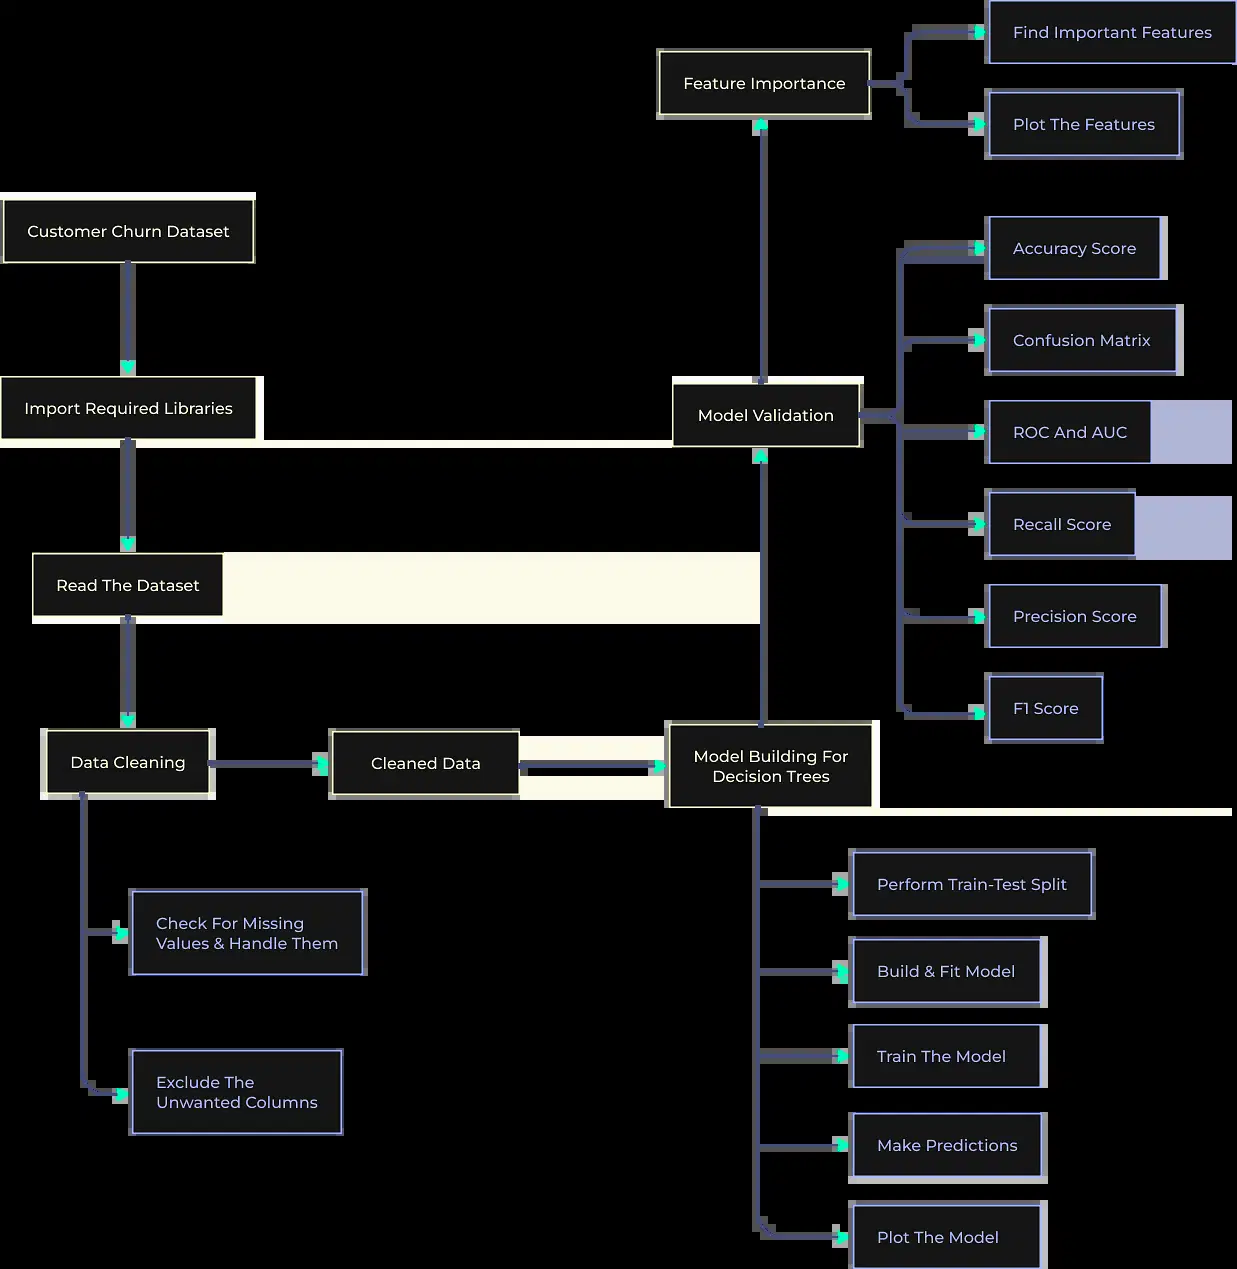 Find Important Features
Feature Importance
Plot The Features
Customer Churn Dataset
Accuracy Score
Confusion Matrix
Import Required Libraries
Model Validation
ROC And AUC
Recall Score
Read The Dataset
Precision Score
F1 Score
Data Cleaning
Cleaned Data
Model Building For
Decision Trees
Perform Train-Test Split
Check For Missing
Values & Handle Them
Build & Fit Model
Train The Model
Exclude The
Unwanted Columns
Make Predictions
Plot The Model